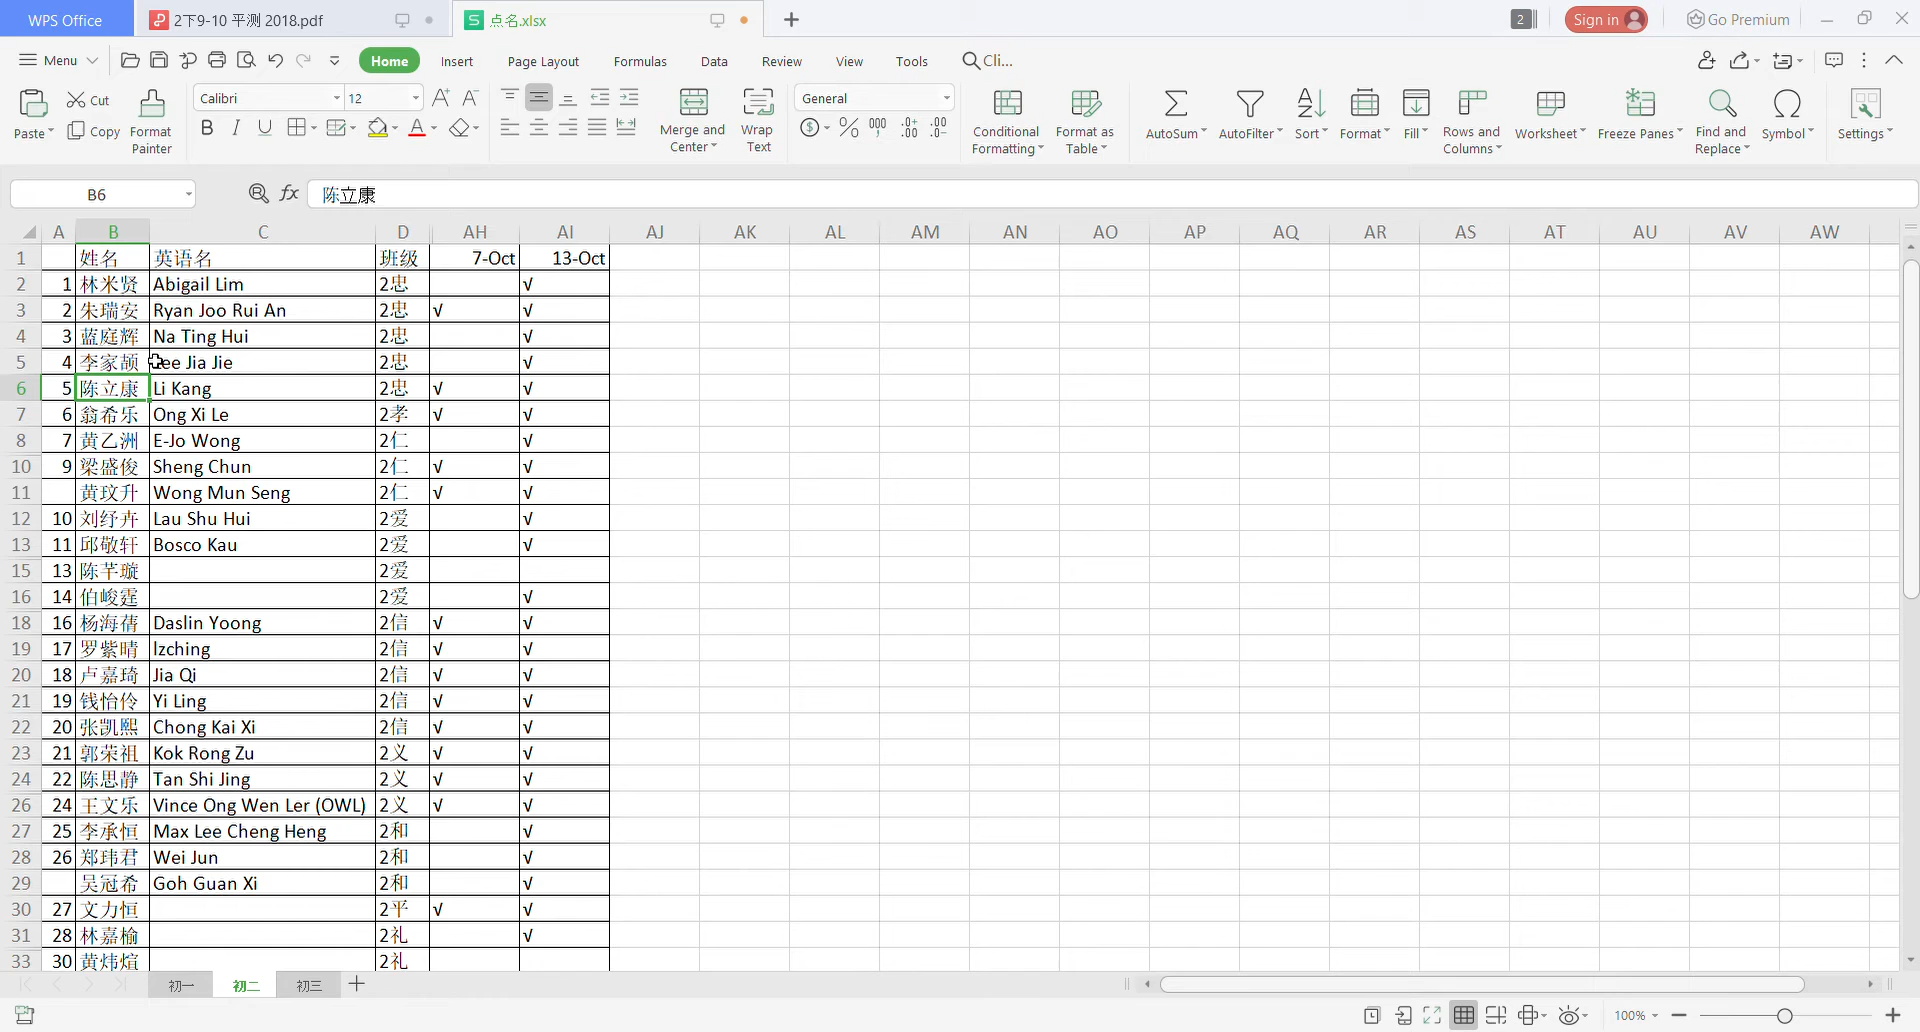 WPS Office 2下9-10 平测 2018.pdf 点名.xlsx + 2 Sign in Go Premium
Menu Home Insert Page Layout Formulas Data Review View Tools Cli...
Paste Cut Copy Format Painter Calibri 12 A+ A- B I U A Merge and Center Wrap Text General Conditional Formatting Format as Table AutoSum AutoFilter Sort Format Fill Rows and Columns Worksheet Freeze Panes Find and Replace Symbol Settings
B6 fx 陈立康
A B C D AH AI AJ AK AL AM AN AO AP AQ AR AS AT AU AV AW
1 姓名 英语名 班级 7-Oct 13-Oct
2 1 林米贤 Abigail Lim 2忠 √
3 2 朱瑞安 Ryan Joo Rui An 2忠 √ √
4 3 蓝庭辉 Na Ting Hui 2忠 √
5 4 李家颉 Lee Jia Jie 2忠 √
6 5 陈立康 Li Kang 2忠 √ √
7 6 翁希乐 Ong Xi Le 2孝 √ √
8 7 黄乙洲 E-Jo Wong 2仁 √
10 9 梁盛俊 Sheng Chun 2仁 √ √
11 黄玟升 Wong Mun Seng 2仁 √ √
12 10 刘纾卉 Lau Shu Hui 2爱 √
13 11 邱敬轩 Bosco Kau 2爱 √
15 13 陈芊璇 2爱
16 14 伯峻霆 2爱 √
18 16 杨海蒨 Daslin Yoong 2信 √ √
19 17 罗紫晴 lzching 2信 √ √
20 18 卢嘉琦 Jia Qi 2信 √ √
21 19 钱怡伶 Yi Ling 2信 √ √
22 20 张凯熙 Chong Kai Xi 2信 √ √
23 21 郭荣祖 Kok Rong Zu 2义 √ √
24 22 陈思静 Tan Shi Jing 2义 √ √
26 24 王文乐 Vince Ong Wen Ler (OWL) 2义 √ √
27 25 李承恒 Max Lee Cheng Heng 2和 √
28 26 郑玮君 Wei Jun 2和 √
29 吴冠希 Goh Guan Xi 2和 √
30 27 文力恒 2平 √ √
31 28 林嘉榆 2礼 √
33 30 黄炜煊 2礼
初一 初二 初三 +
100%